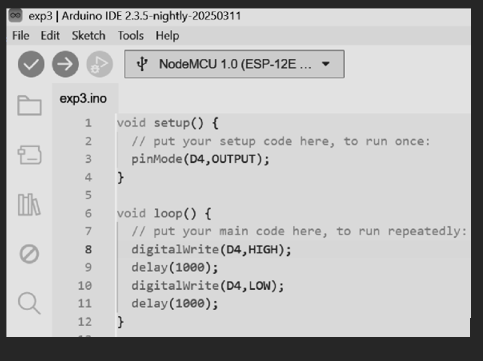 exp3 | Arduino IDE 2.3.5-nightly-20250311
File Edit Sketch Tools Help
NodeMCU 1.0 (ESP-12E ...
exp3.ino
1 void setup() {
2 // put your setup code here, to run once:
3 pinMode(D4,OUTPUT);
4 }
5
6 void loop() {
7 // put your main code here, to run repeatedly:
8 digitalWrite(D4,HIGH);
9 delay(1000);
10 digitalWrite(D4,LOW);
11 delay(1000);
12 }